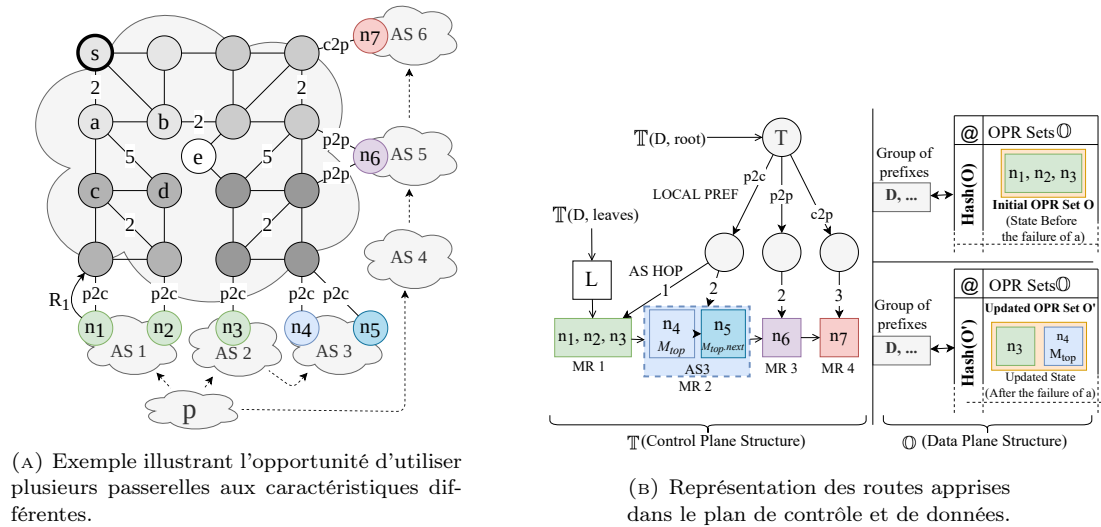 s
2
a
b
2
e
5
5
c
d
2
2
2
R1
p2c
p2c
p2c
p2c
p2c
n1
n2
n3
n4
n5
AS 1
AS 2
AS 3
p
AS 4
c2p
n7
AS 6
p2p
p2p
n6
AS 5
(A) Exemple illustrant l'opportunité d'utiliser
plusieurs passerelles aux caractéristiques dif-
férentes.
𝕋(D, root)
T
LOCAL PREF
p2c
p2p
c2p
𝕋(D, leaves)
L
AS HOP
1
2
2
3
n1, n2, n3
n4
Mtop
n5
Mtop-next
n6
n7
MR 1
AS3
MR 2
MR 3
MR 4
𝕋(Control Plane Structure)
@
OPR Sets𝕆
Group of
prefixes
D, ...
Hash(O)
n1, n2, n3
Initial OPR Set O
(State Before
the failure of a)
@
OPR Sets𝕆
Group of
prefixes
D, ...
Hash(O')
Updated OPR Set O'
n3
n4
Mtop
Updated State
(After the failure of a)
𝕆 (Data Plane Structure)
(B) Représentation des routes apprises
dans le plan de contrôle et de données.